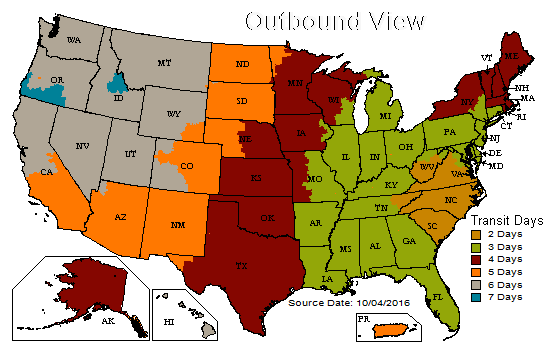 Outbound View
WA
MT
ND
MN
VT
ME
OR
ID
SD
WI
NY
NH
MA
RI
CT
WY
MI
PA
NJ
DE
MD
NV
UT
CO
NE
IA
IL
IN
OH
WV
VA
CA
KS
MO
KY
NC
TN
SC
AZ
NM
OK
AR
TX
MS
AL
GA
LA
FL
AK
HI
PR
Transit Days
2 Days
3 Days
4 Days
5 Days
6 Days
7 Days
Source Date: 10/04/2016